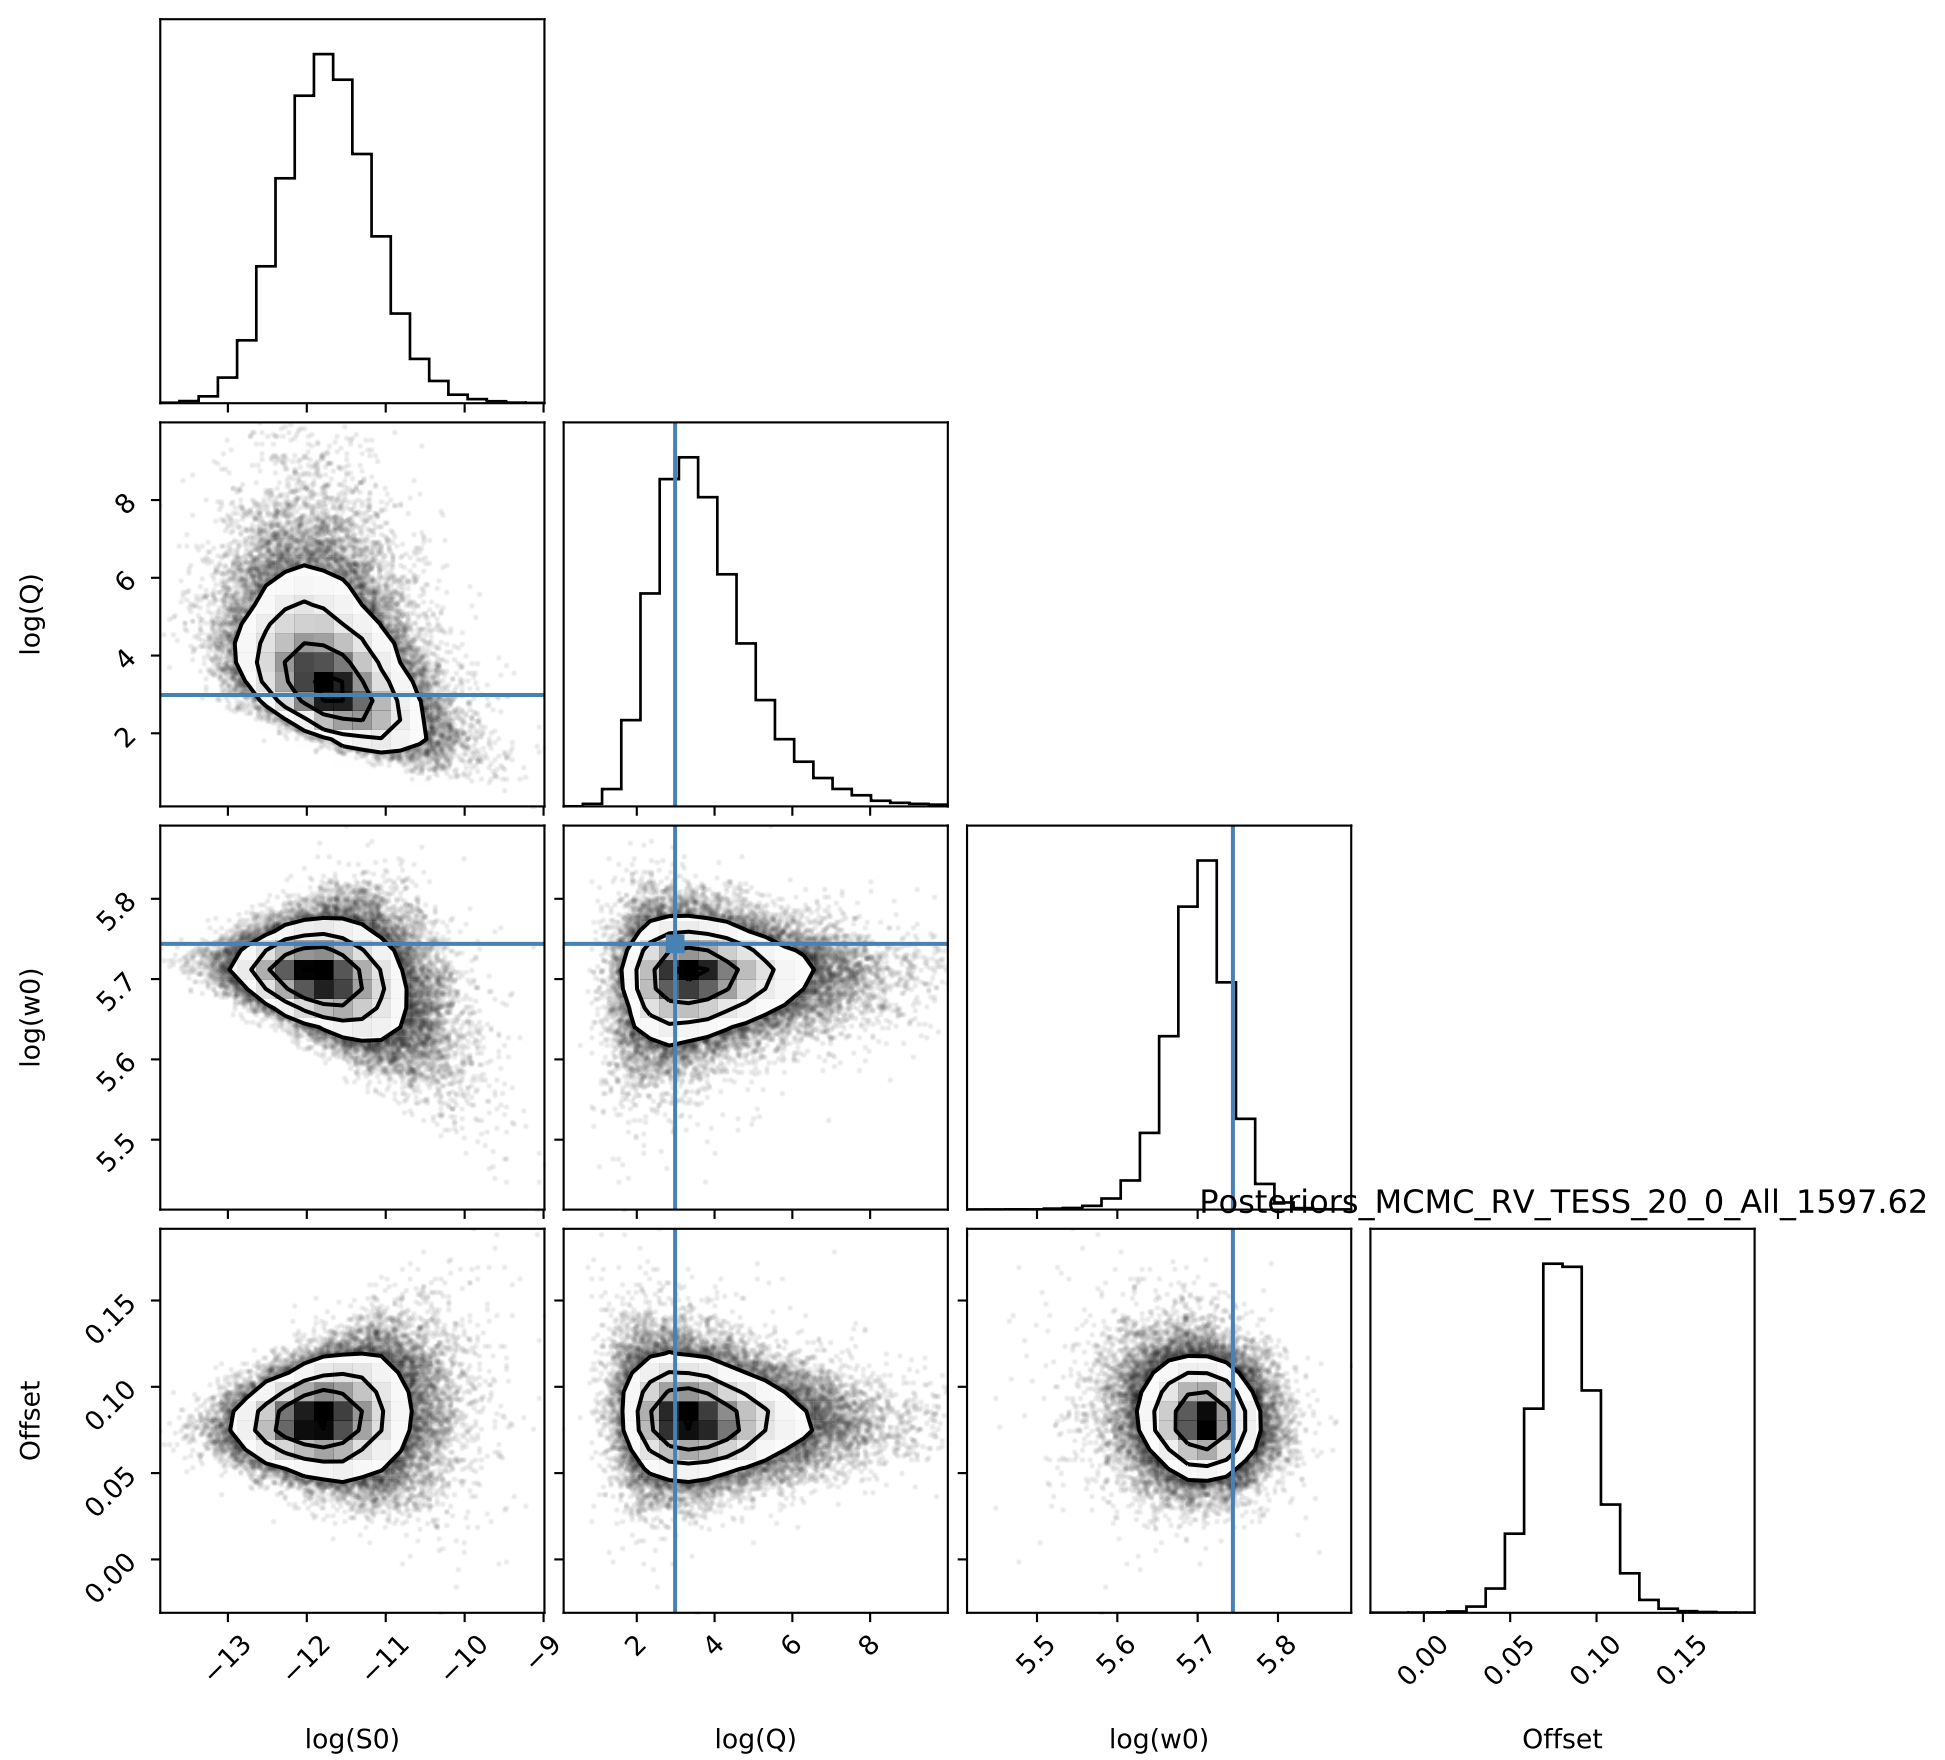 log(Q)
8
6
4
2
log(w0)
5.8
5.7
5.6
5.5
Posteriors_MCMC_RV_TESS_20_0_All_1597.62
Offset
0.15
0.10
0.05
0.00
−13 −12 −11 −10 −9 2 4 6 8 5.5 5.6 5.7 5.8 0.00 0.05 0.10 0.15
log(S0) log(Q) log(w0) Offset